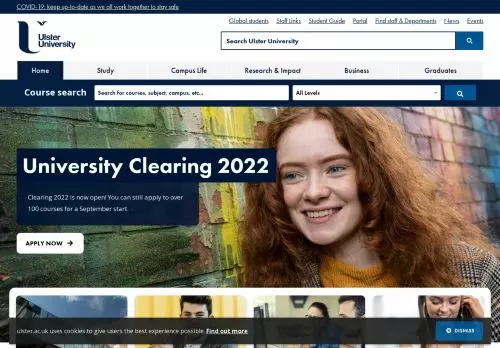 COVID-19: keep up-to-date as we all work together to stay safe
Global students Staff Links Student Guide Portal Find staff & Departments News Events
Ulster
University
Search Ulster University
Home Study Campus Life Research & Impact Business Graduates
Course search Search for courses, subject, campus, etc... All Levels
University Clearing 2022
Clearing 2022 is now open! You can still apply to over
100 courses for a September start
APPLY NOW
ulster.ac.uk uses cookies to give users the best experience possible Find out more DISMISS